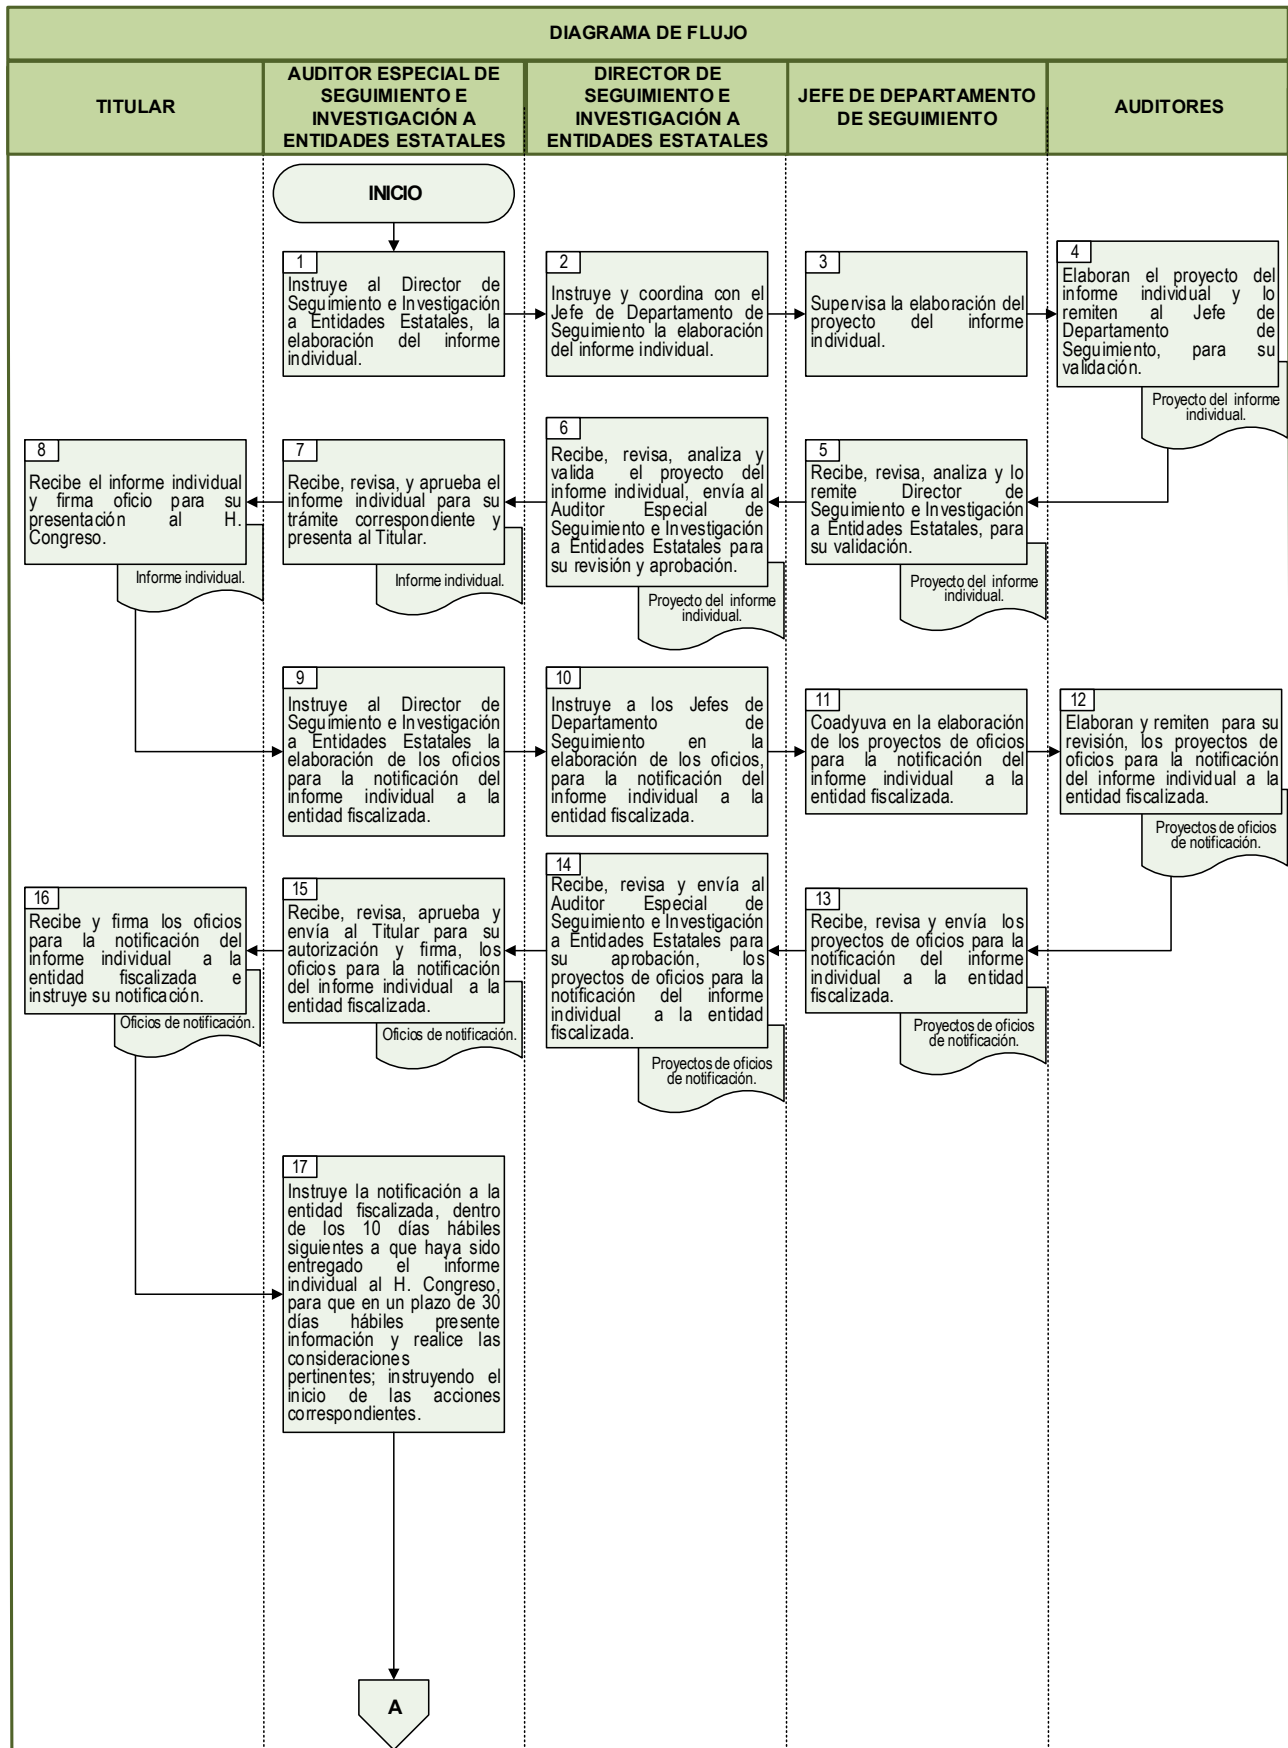 DIAGRAMA DE FLUJO
TITULAR
AUDITOR ESPECIAL DE
SEGUIMIENTO E
INVESTIGACIÓN A
ENTIDADES ESTATALES
DIRECTOR DE
SEGUIMIENTO E
INVESTIGACIÓN A
ENTIDADES ESTATALES
JEFE DE DEPARTAMENTO
DE SEGUIMIENTO
AUDITORES
INICIO
1
Instruye al Director de
Seguimiento e Investigación
a Entidades Estatales, la
elaboración del informe
individual.
2
Instruye y coordina con el
Jefe de Departamento de
Seguimiento la elaboración
del informe individual.
3
Supervisa la elaboración del
proyecto del informe
individual.
4
Elaboran el proyecto del
informe individual y lo
remiten al Jefe de
Departamento de
Seguimiento, para su
validación.
Proyecto del informe
individual.
5
Recibe, revisa, analiza y lo
remite Director de
Seguimiento e Investigación
a Entidades Estatales, para
su validación.
Proyecto del informe
individual.
6
Recibe, revisa, analiza y
valida el proyecto del
informe individual, envía al
Auditor Especial de
Seguimiento e Investigación
a Entidades Estatales para
su revisión y aprobación.
Proyecto del informe
individual.
7
Recibe, revisa, y aprueba el
informe individual para su
trámite correspondiente y
presenta al Titular.
Informe individual.
8
Recibe el informe individual
y firma oficio para su
presentación al H.
Congreso.
Informe individual.
9
Instruye al Director de
Seguimiento e Investigación
a Entidades Estatales la
elaboración de los oficios
para la notificación del
informe individual a la
entidad fiscalizada.
10
Instruye a los Jefes de
Departamento de
Seguimiento en la
elaboración de los oficios,
para la notificación del
informe individual a la
entidad fiscalizada.
11
Coadyuva en la elaboración
de los proyectos de oficios
para la notificación del
informe individual a la
entidad fiscalizada.
12
Elaboran y remiten para su
revisión, los proyectos de
oficios para la notificación
del informe individual a la
entidad fiscalizada.
Proyectos de oficios
de notificación.
13
Recibe, revisa y envía los
proyectos de oficios para la
notificación del informe
individual a la entidad
fiscalizada.
Proyectos de oficios
de notificación.
14
Recibe, revisa y envía al
Auditor Especial de
Seguimiento e Investigación
a Entidades Estatales para
su aprobación, los
proyectos de oficios para la
notificación del informe
individual a la entidad
fiscalizada.
Proyectos de oficios
de notificación.
15
Recibe, revisa, aprueba y
envía al Titular para su
autorización y firma, los
oficios para la notificación
del informe individual a la
entidad fiscalizada.
Oficios de notificación.
16
Recibe y firma los oficios
para la notificación del
informe individual a la
entidad fiscalizada e
instruye su notificación.
Oficios de notificación.
17
Instruye la notificación a la
entidad fiscalizada, dentro
de los 10 días hábiles
siguientes a que haya sido
entregado el informe
individual al H. Congreso,
para que en un plazo de 30
días hábiles presente
información y realice las
consideraciones
pertinentes; instruyendo el
inicio de las acciones
correspondientes.
A